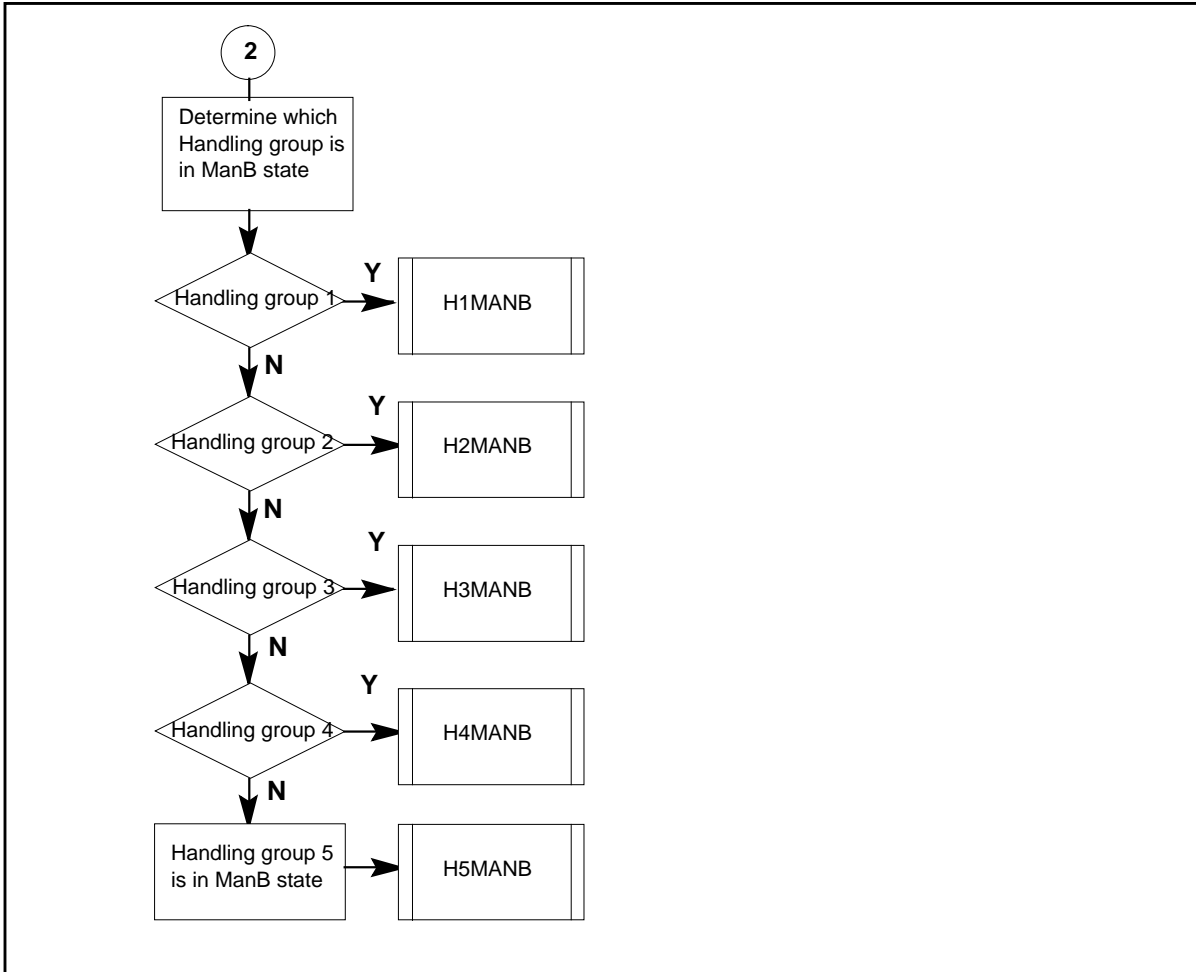 2
Determine which
Handling group is
in ManB state
Handling group 1
Y
H1MANB
N
Handling group 2
Y
H2MANB
N
Handling group 3
Y
H3MANB
N
Handling group 4
Y
H4MANB
N
Handling group 5
is in ManB state
H5MANB